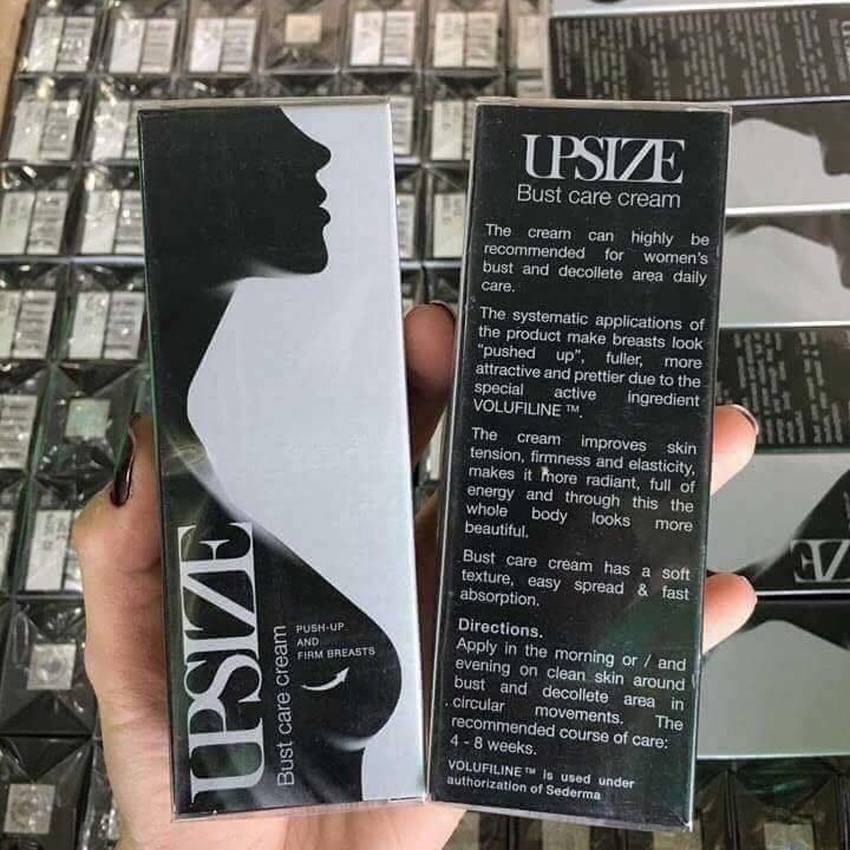 UPSIZE
Bust care cream
PUSH-UP
AND
FIRM BREASTS
UPSIZE
Bust care cream
The cream can highly be
recommended for women's
bust and decollete area daily
care.
The systematic applications of
the product make breasts look
"pushed up", fuller, more
attractive and prettier due to the
special active ingredient
VOLUFILINE ™.
The cream improves skin
tension, firmness and elasticity,
makes it more radiant, full of
energy and through this the
whole body looks more
beautiful.
Bust care cream has a soft
texture, easy spread & fast
absorption.
Directions.
Apply in the morning or / and
evening on clean skin around
bust and decollete area in
circular movements. The
recommended course of care:
4 - 8 weeks.
VOLUFILINE ™ is used under
authorization of Sederma